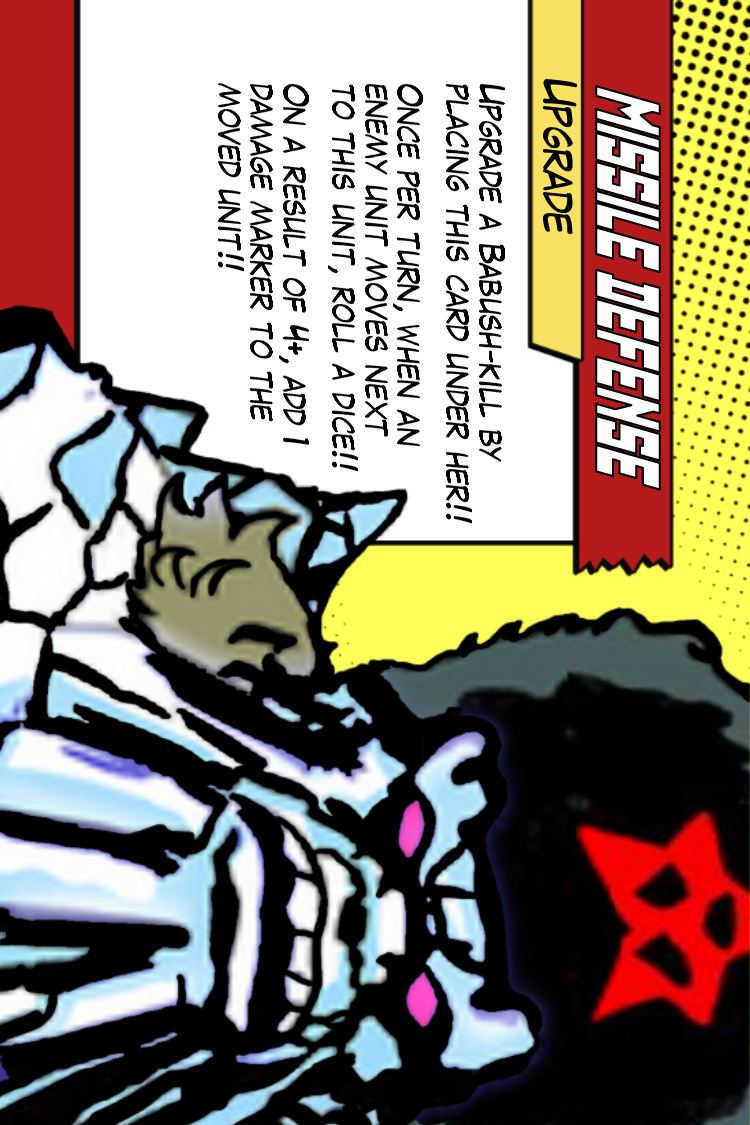 MISSILE DEFENSE
UPGRADE
UPGRADE A BABUSH-KILL BY
PLACING THIS CARD UNDER HER!!
ONCE PER TURN, WHEN AN
ENEMY UNIT MOVES NEXT
TO THIS UNIT, ROLL A DICE!!
ON A RESULT OF 4+, ADD 1
DAMAGE MARKER TO THE
MOVED UNIT!!